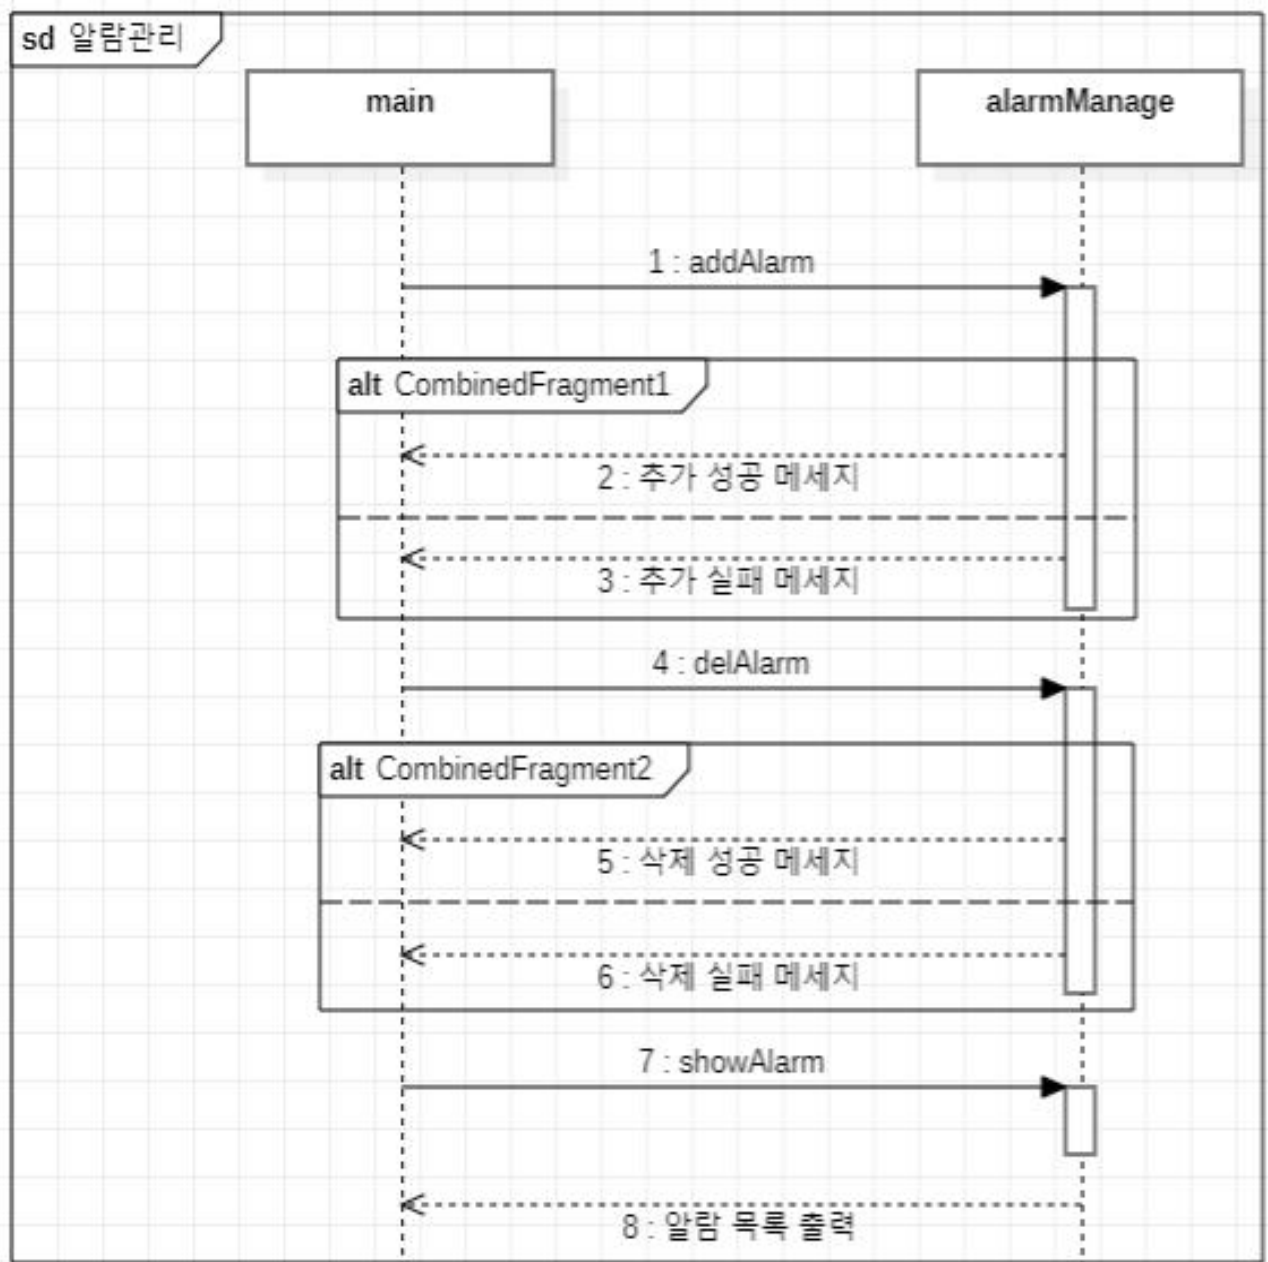 sd 알람관리
main
alarmManage
1 : addAlarm
alt CombinedFragment1
2 : 추가 성공 메세지
3 : 추가 실패 메세지
4 : delAlarm
alt CombinedFragment2
5 : 삭제 성공 메세지
6 : 삭제 실패 메세지
7 : showAlarm
8 : 알람 목록 출력